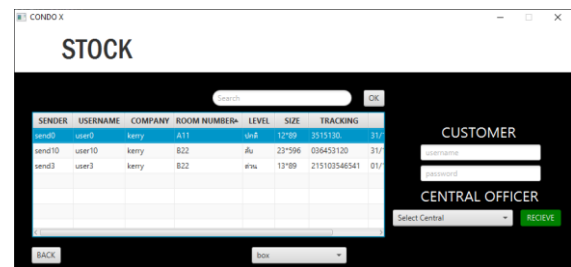 CONDO X
STOCK
Search OK
SENDER USERNAME COMPANY ROOM NUMBER LEVEL SIZE TRACKING
send0 user0 kerry A11 ปกติ 12*89 3515130. 31/
send10 user10 kerry B22 ลับ 23*596 036453120 31/
send3 user3 kerry B22 ด่วน 13*89 215103546541 01/
CUSTOMER
username
password
CENTRAL OFFICER
Select Central RECIEVE
BACK box